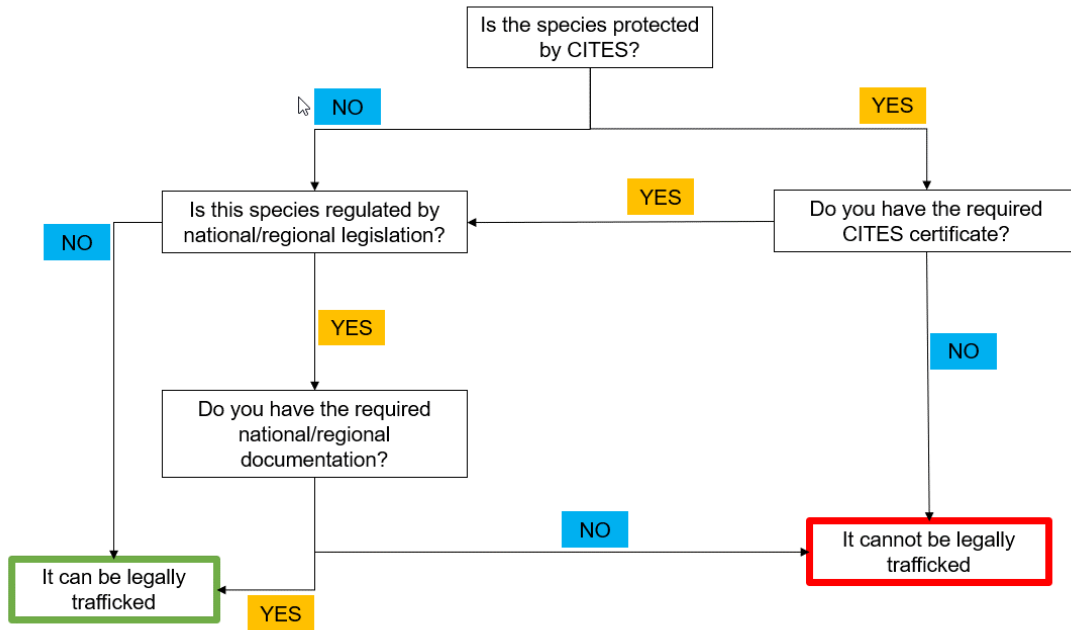 Is the species protected
by CITES?
NO
YES
Is this species regulated by
national/regional legislation?
YES
Do you have the required
CITES certificate?
NO
YES
NO
Do you have the required
national/regional
documentation?
NO
It cannot be legally
trafficked
It can be legally
trafficked
YES